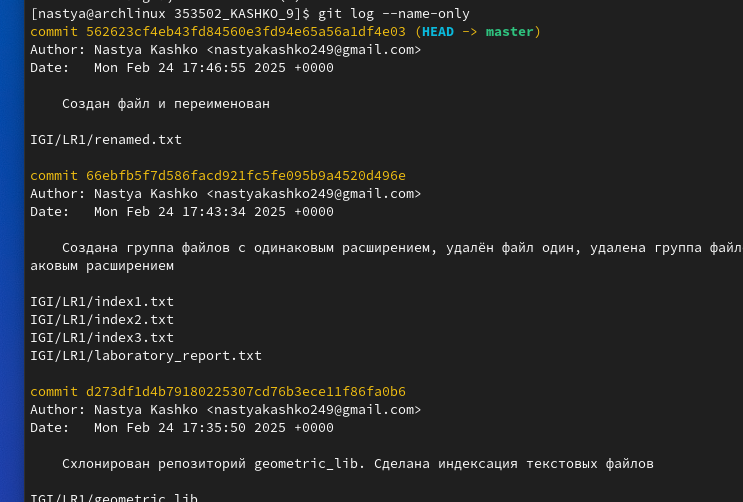 [nastya@archlinux 353502_KASHKO_9]$ git log --name-only
commit 562623cf4eb43fd84560e3fd94e65a56a1df4e03 (HEAD -> master)
Author: Nastya Kashko <nastyakashko249@gmail.com>
Date:   Mon Feb 24 17:46:55 2025 +0000
Создан файл и переименован
IGI/LR1/renamed.txt
commit 66ebfb5f7d586facd921fc5fe095b9a4520d496e
Author: Nastya Kashko <nastyakashko249@gmail.com>
Date:   Mon Feb 24 17:43:34 2025 +0000
Создана группа файлов с одинаковым расширением, удалён файл один, удалена группа файл
аковым расширением
IGI/LR1/index1.txt
IGI/LR1/index2.txt
IGI/LR1/index3.txt
IGI/LR1/laboratory_report.txt
commit d273df1d4b79180225307cd76b3ece11f86fa0b6
Author: Nastya Kashko <nastyakashko249@gmail.com>
Date:   Mon Feb 24 17:35:50 2025 +0000
Схлонирован репозиторий geometric_lib. Сделана индексация текстовых файлов
IGI/LR1/geometric_lib